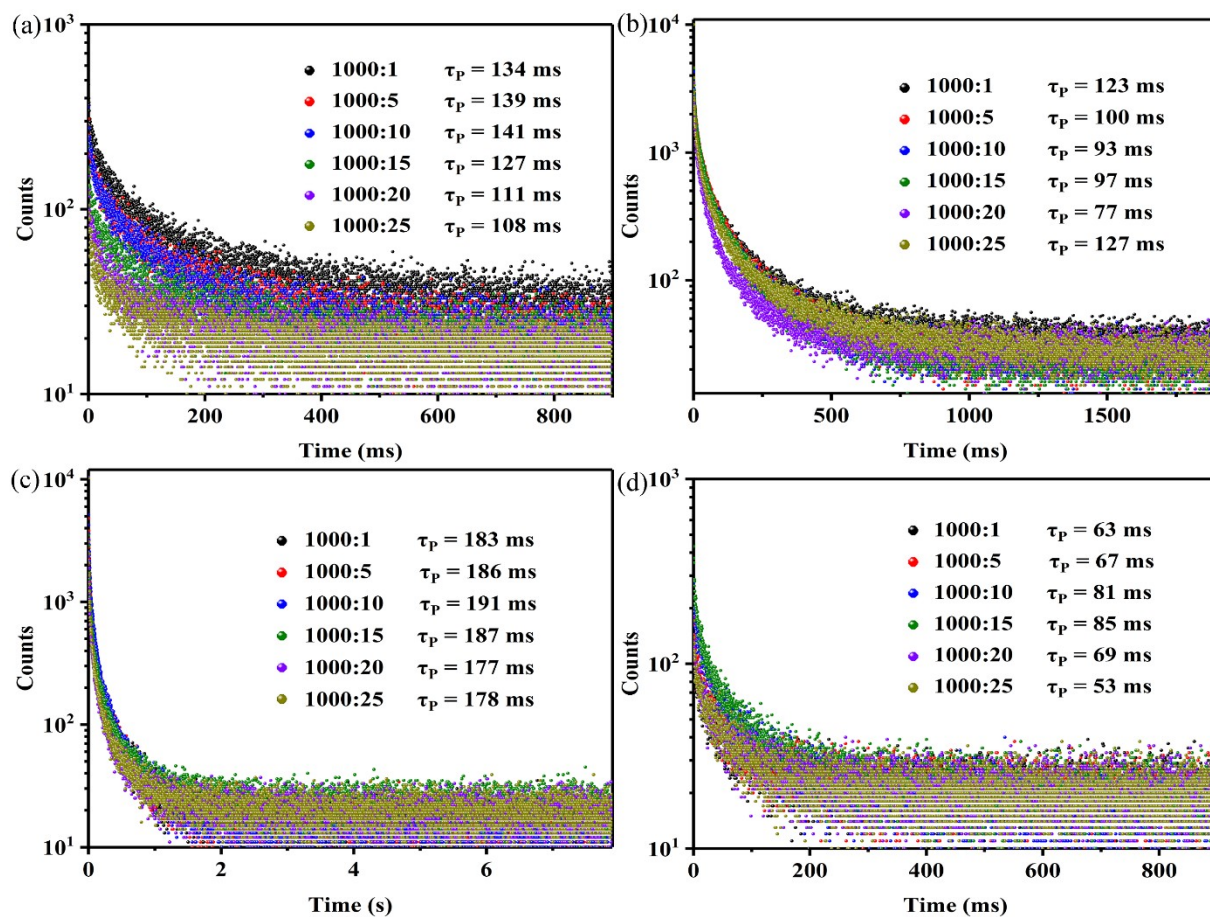 (a)
10³
10²
10¹
Counts
1000:1 τP = 134 ms
1000:5 τP = 139 ms
1000:10 τP = 141 ms
1000:15 τP = 127 ms
1000:20 τP = 111 ms
1000:25 τP = 108 ms
0 200 400 600 800
Time (ms)
(b)
10⁴
10³
10²
10¹
Counts
1000:1 τP = 123 ms
1000:5 τP = 100 ms
1000:10 τP = 93 ms
1000:15 τP = 97 ms
1000:20 τP = 77 ms
1000:25 τP = 127 ms
0 500 1000 1500
Time (ms)
(c)
10⁴
10³
10²
10¹
Counts
1000:1 τP = 183 ms
1000:5 τP = 186 ms
1000:10 τP = 191 ms
1000:15 τP = 187 ms
1000:20 τP = 177 ms
1000:25 τP = 178 ms
0 2 4 6
Time (s)
(d)
10³
10²
10¹
Counts
1000:1 τP = 63 ms
1000:5 τP = 67 ms
1000:10 τP = 81 ms
1000:15 τP = 85 ms
1000:20 τP = 69 ms
1000:25 τP = 53 ms
0 200 400 600 800
Time (ms)